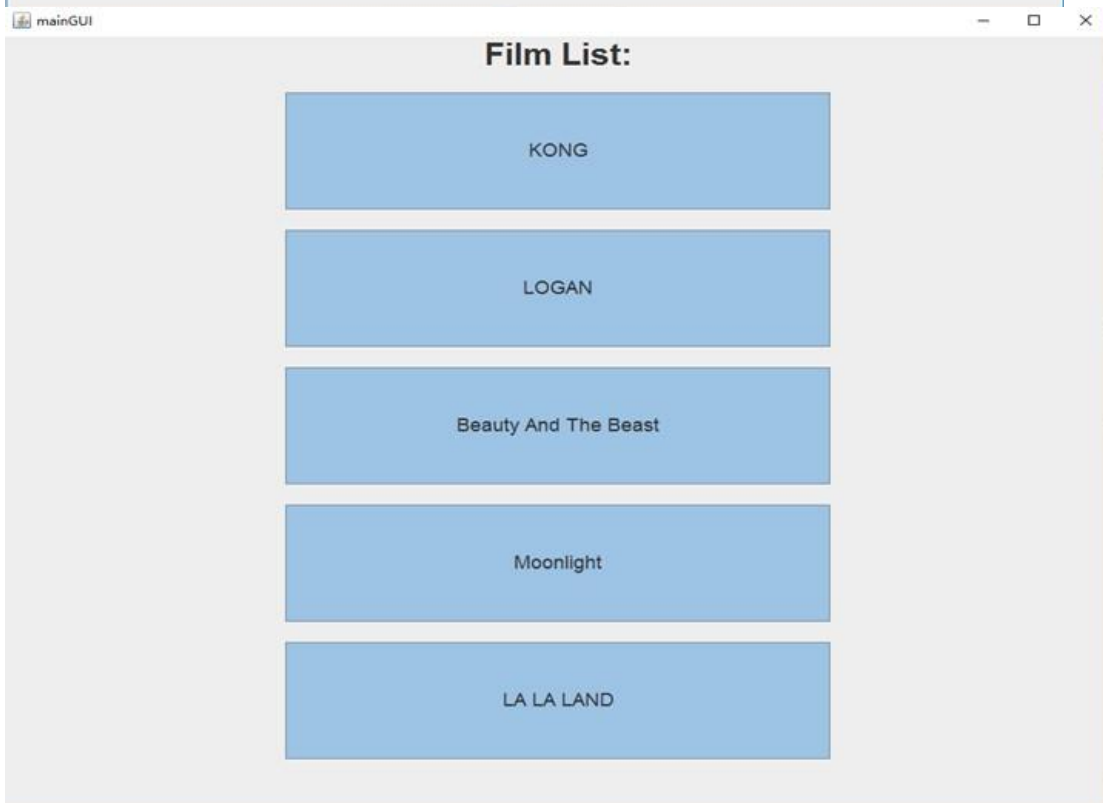 mainGUI
Film List:
KONG
LOGAN
Beauty And The Beast
Moonlight
LA LA LAND